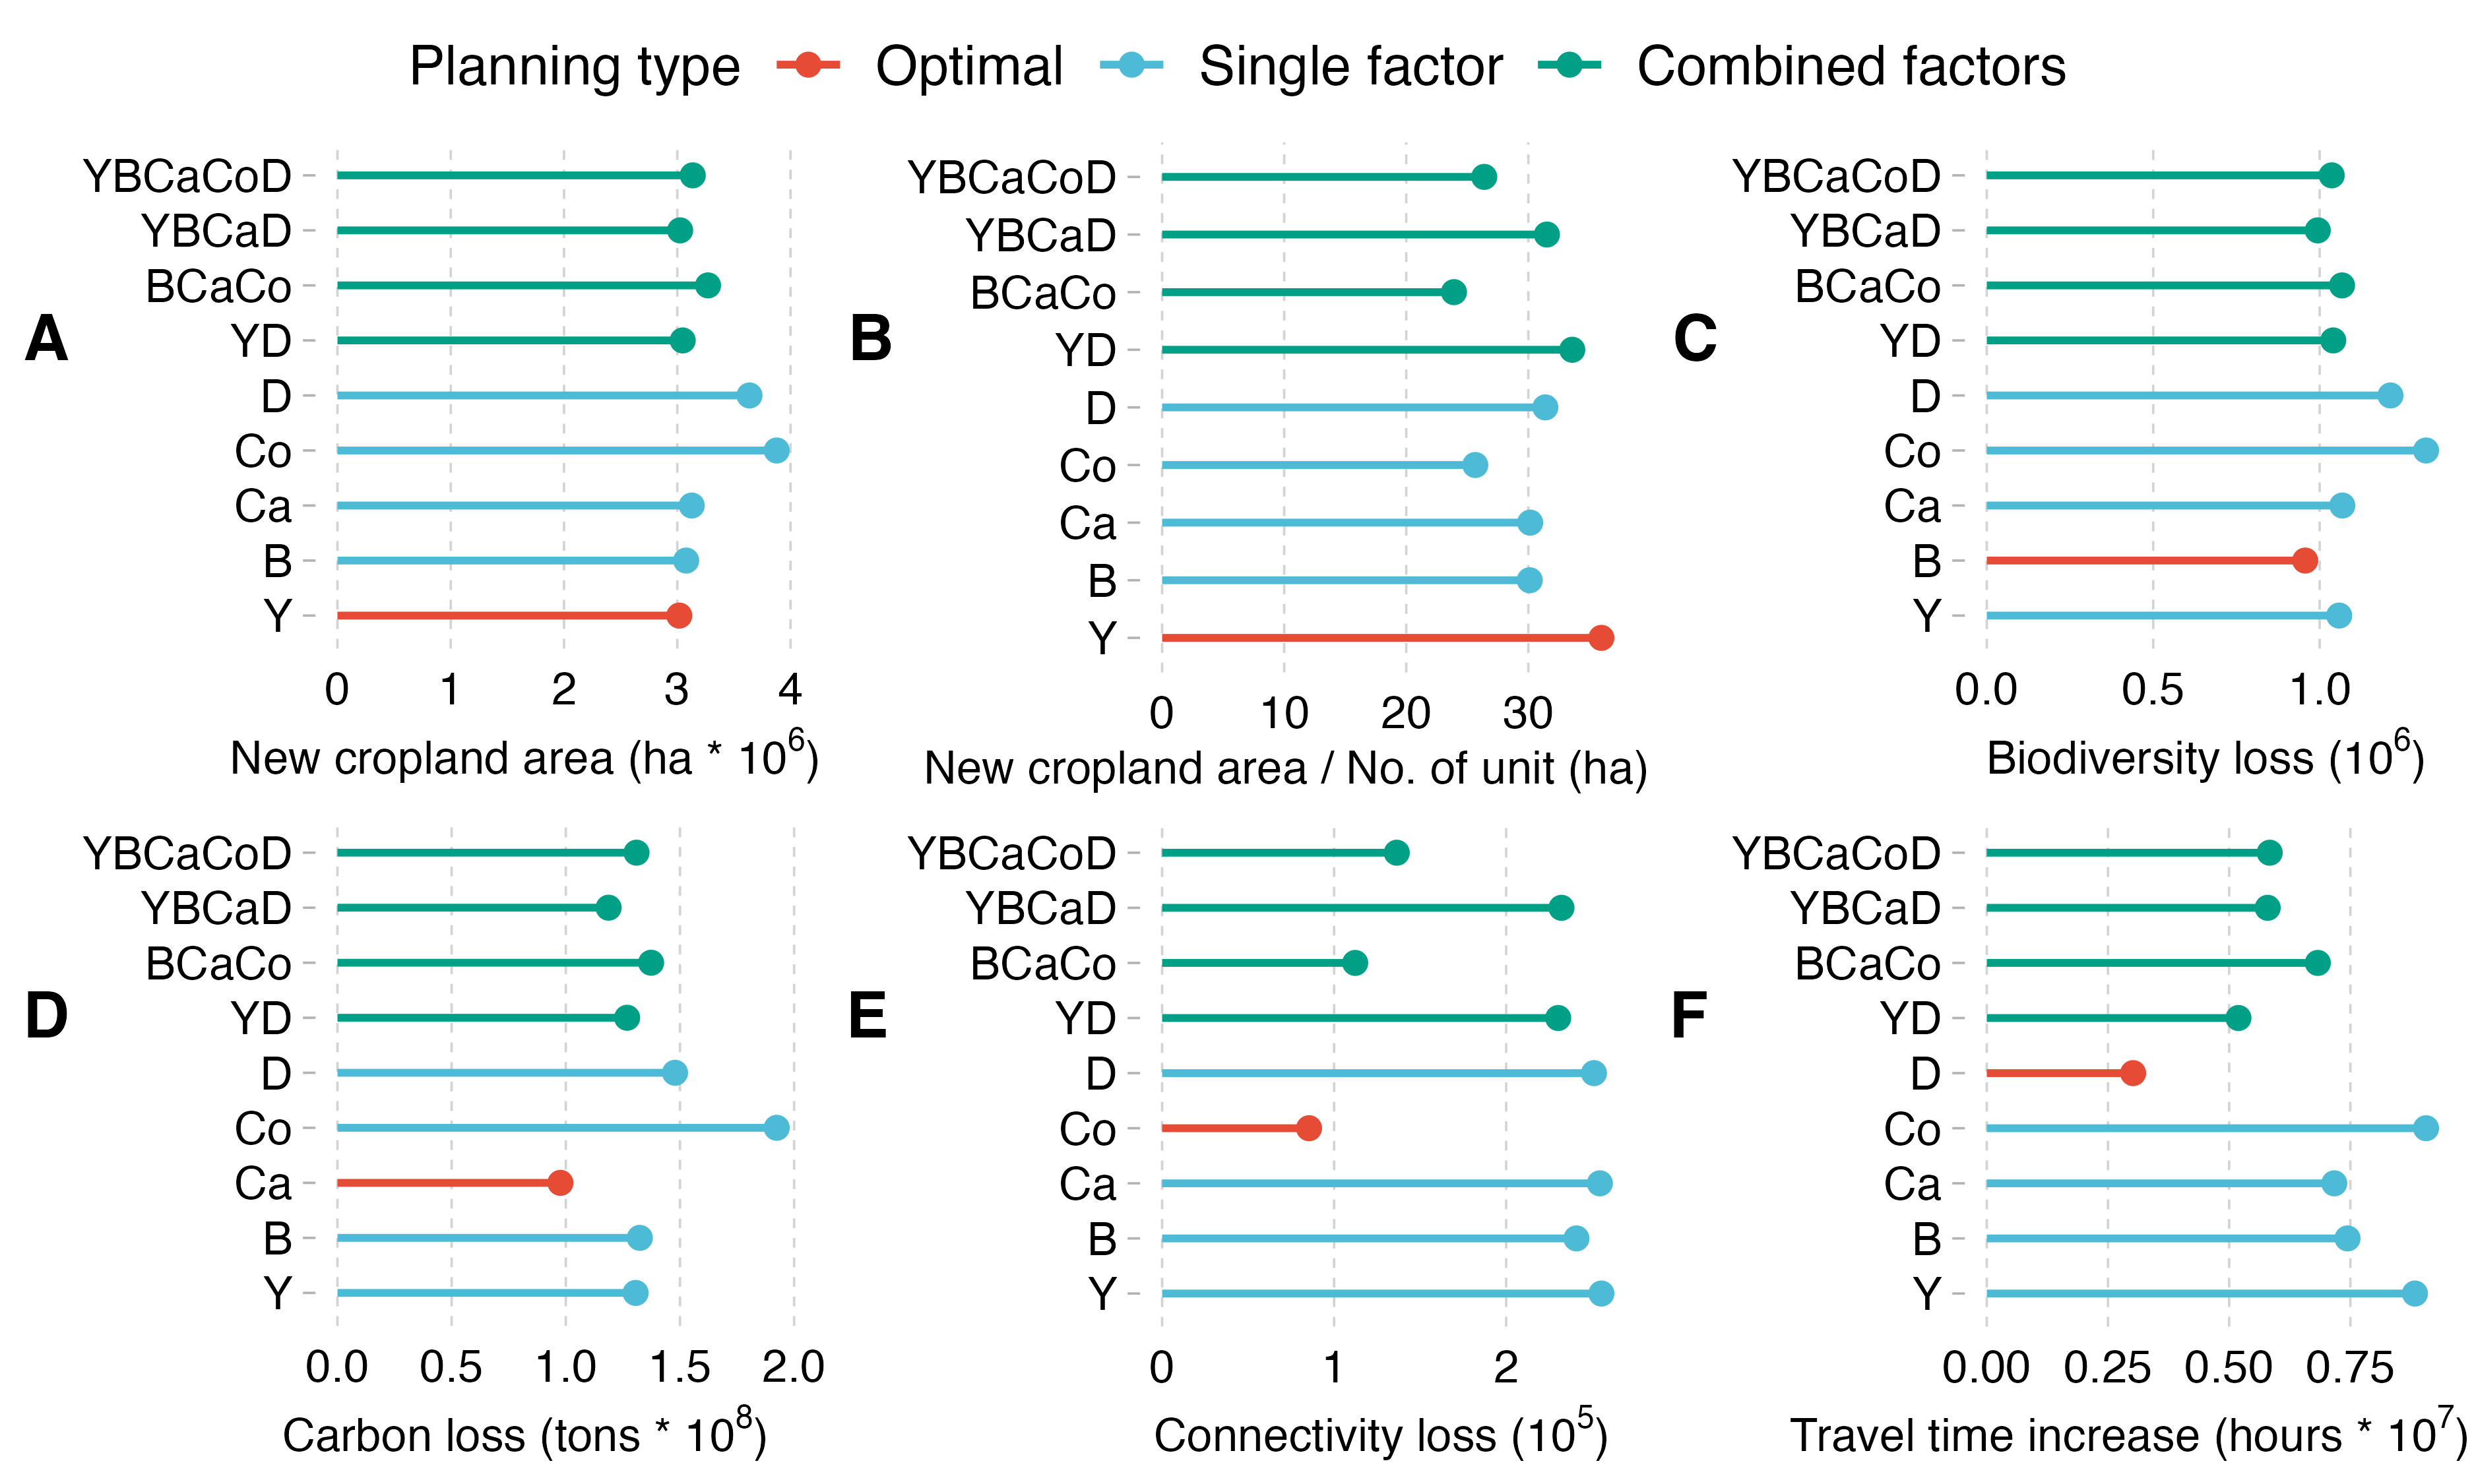 Planning type Optimal Single factor Combined factors
A
YBCaCoD
YBCaD
BCaCo
YD
D
Co
Ca
B
Y
0 1 2 3 4
New cropland area (ha * 10⁶)
B
YBCaCoD
YBCaD
BCaCo
YD
D
Co
Ca
B
Y
0 10 20 30
New cropland area / No. of unit (ha)
C
YBCaCoD
YBCaD
BCaCo
YD
D
Co
Ca
B
Y
0.0 0.5 1.0
Biodiversity loss (10⁶)
D
YBCaCoD
YBCaD
BCaCo
YD
D
Co
Ca
B
Y
0.0 0.5 1.0 1.5 2.0
Carbon loss (tons * 10⁸)
E
YBCaCoD
YBCaD
BCaCo
YD
D
Co
Ca
B
Y
0 1 2
Connectivity loss (10⁵)
F
YBCaCoD
YBCaD
BCaCo
YD
D
Co
Ca
B
Y
0.00 0.25 0.50 0.75
Travel time increase (hours * 10⁷)